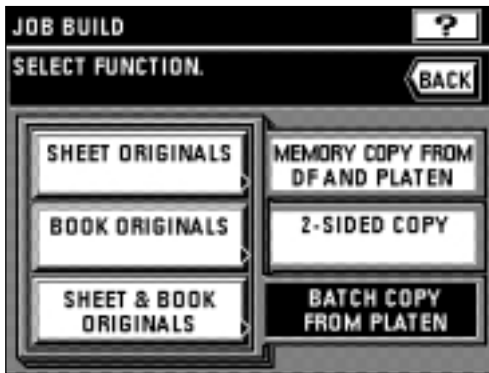 JOB BUILD
?
SELECT FUNCTION.
BACK
SHEET ORIGINALS
BOOK ORIGINALS
SHEET & BOOK
ORIGINALS
MEMORY COPY FROM
DF AND PLATEN
2-SIDED COPY
BATCH COPY
FROM PLATEN